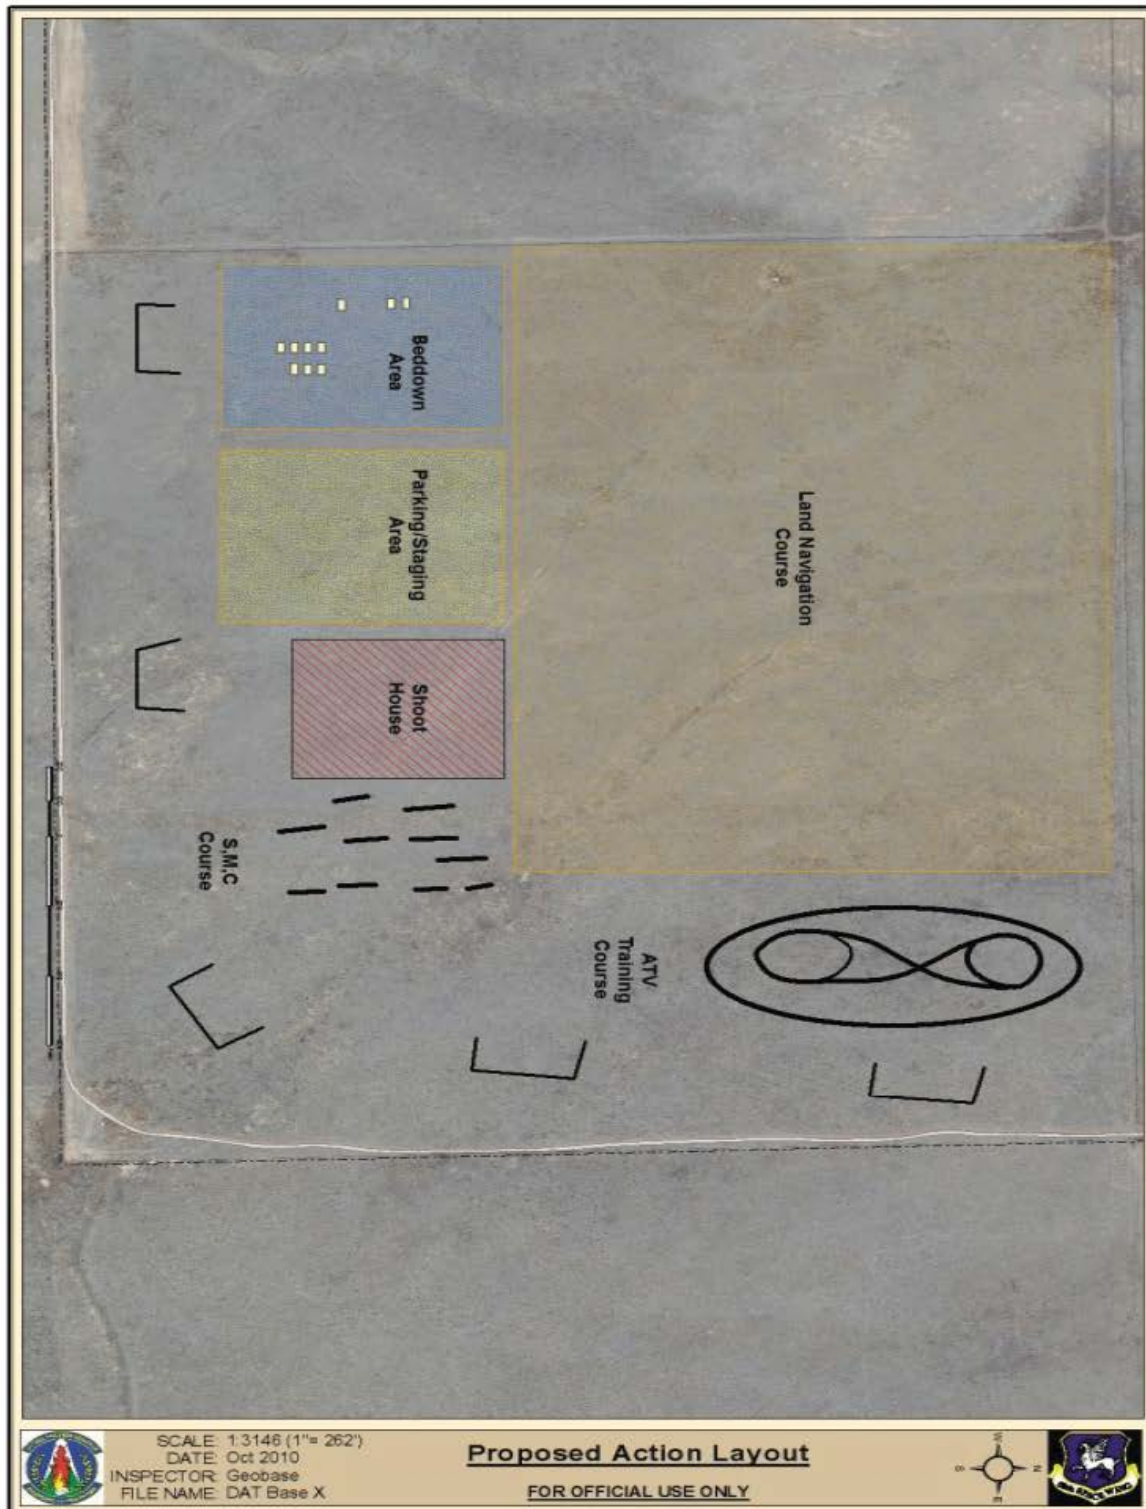 Beddown
Area
Parking/Staging
Area
Land Navigation
Course
Shoot
House
S,M,C
Course
ATV
Training
Course
SCALE: 1:3146 (1"= 262')
DATE: Oct 2010
INSPECTOR: Geobase
FILE NAME: DAT Base X
Proposed Action Layout
FOR OFFICIAL USE ONLY
W
S
N
E